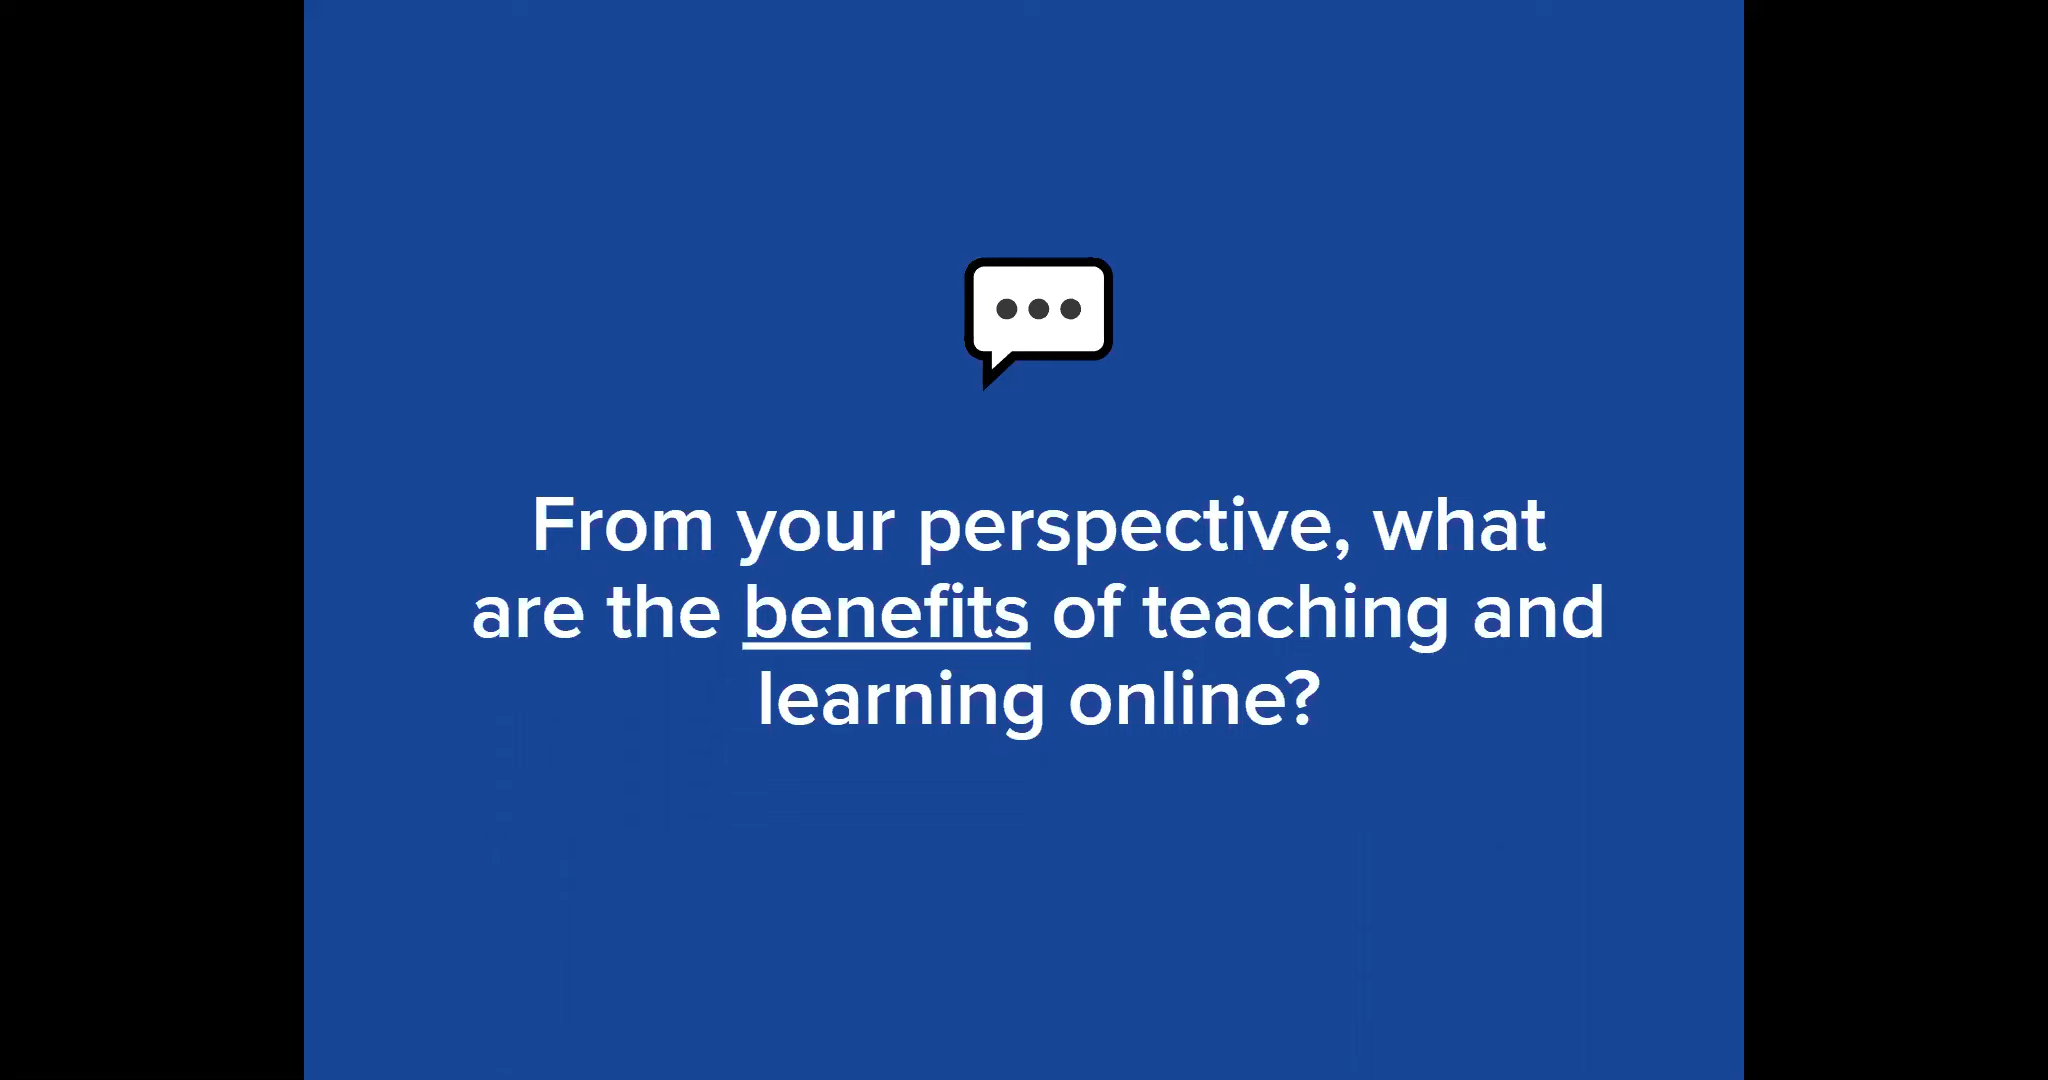 From your perspective, what
are the benefits of teaching and
learning online?